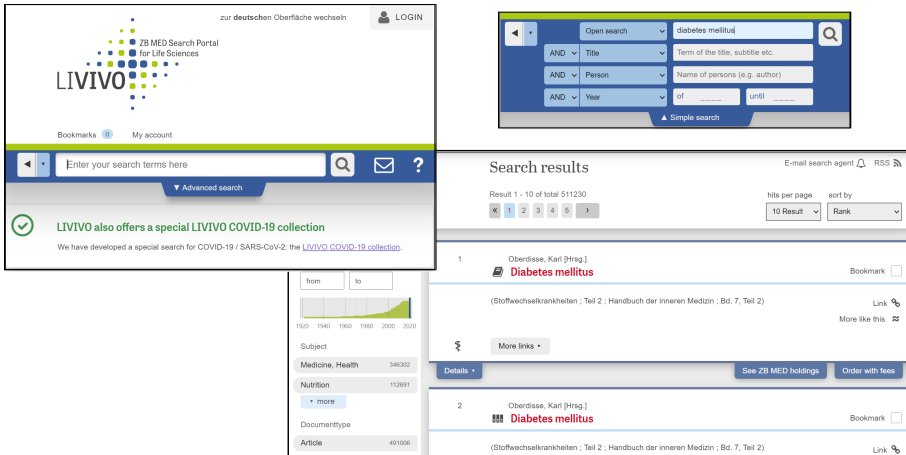 zur deutschen Oberfläche wechseln
LOGIN
ZB MED Search Portal
for Life Sciences
LIVIVO
Bookmarks 0 My account
Enter your search terms here
?
▼ Advanced search
LIVIVO also offers a special LIVIVO COVID-19 collection
We have developed a special search for COVID-19 / SARS-CoV-2: the LIVIVO COVID-19 collection.
Open search diabetes mellitus
AND Title Term of the title, subtitle etc.
AND Person Name of persons (e.g. author)
AND Year of ____ until ____
▲ Simple search
Search results
E-mail search agent RSS
Result 1 - 10 of total 511230
hits per page sort by
« 1 2 3 4 5 ›
10 Result Rank
from to
1920 1940 1960 1980 2000 2020
Subject
Medicine, Health 346302
Nutrition 112691
more
Documenttype
Article 491006
1 Oberdisse, Karl [Hrsg.]
Diabetes mellitus
Bookmark
(Stoffwechselkrankheiten ; Teil 2 ; Handbuch der inneren Medizin ; Bd. 7, Teil 2)
Link
More like this
More links
Details
See ZB MED holdings Order with fees
2 Oberdisse, Karl [Hrsg.]
Diabetes mellitus
Bookmark
(Stoffwechselkrankheiten ; Teil 2 ; Handbuch der inneren Medizin ; Bd. 7, Teil 2)
Link